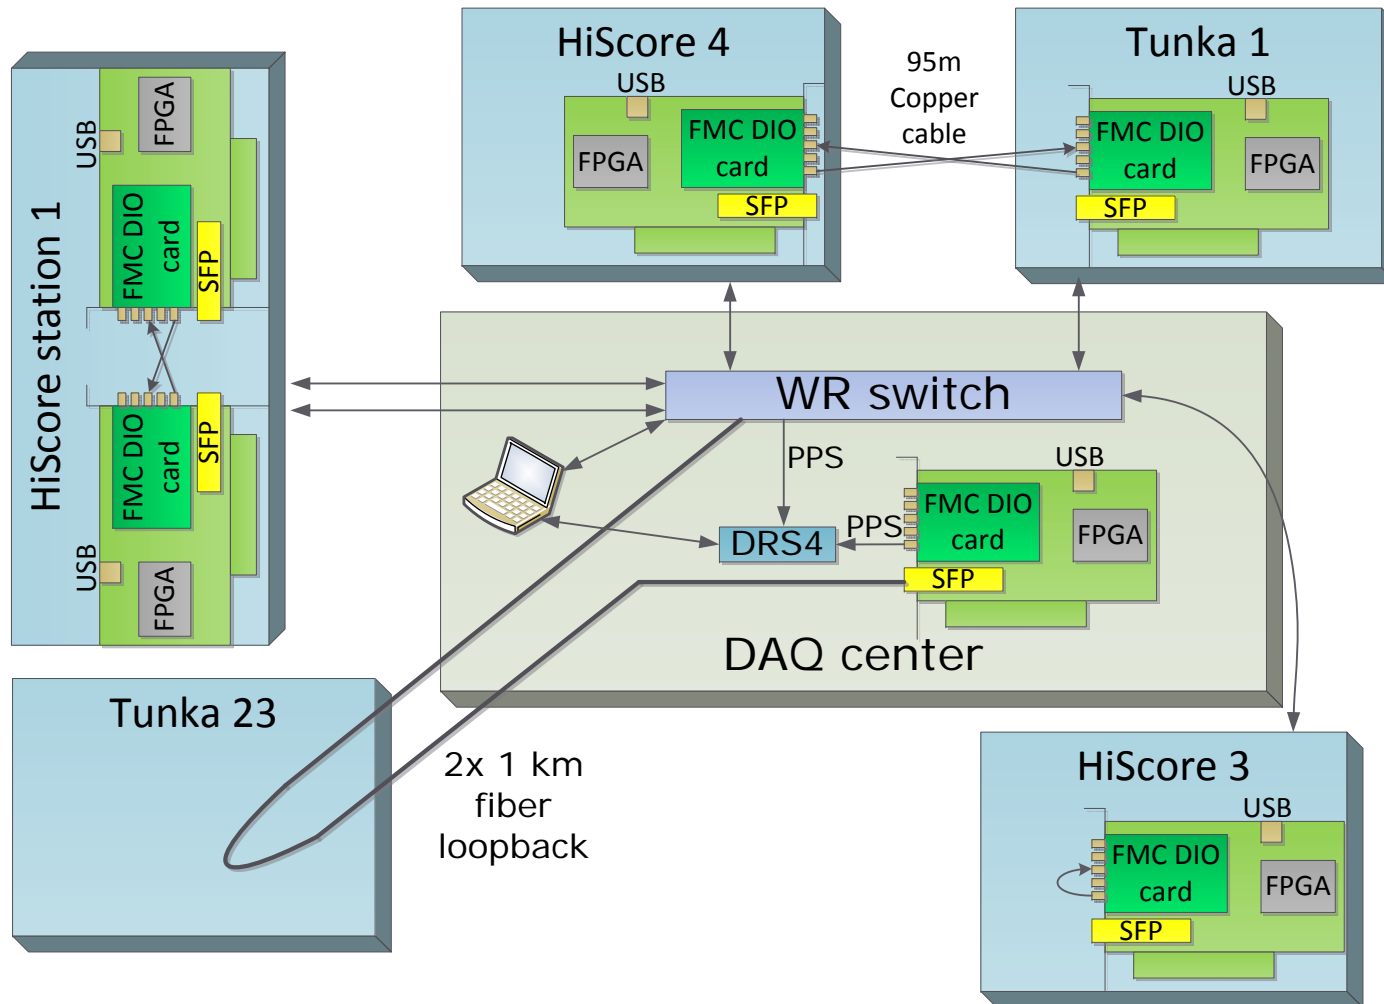 HiScore 4
USB
FPGA
FMC DIO
card
SFP
95m
Copper
cable
Tunka 1
USB
FMC DIO
card
FPGA
SFP
HiScore station 1
USB
FPGA
FMC DIO
card
SFP
FMC DIO
card
SFP
USB
FPGA
WR switch
PPS
DRS4
PPS
USB
FMC DIO
card
FPGA
SFP
DAQ center
Tunka 23
2x 1 km
fiber
loopback
HiScore 3
USB
FMC DIO
card
FPGA
SFP